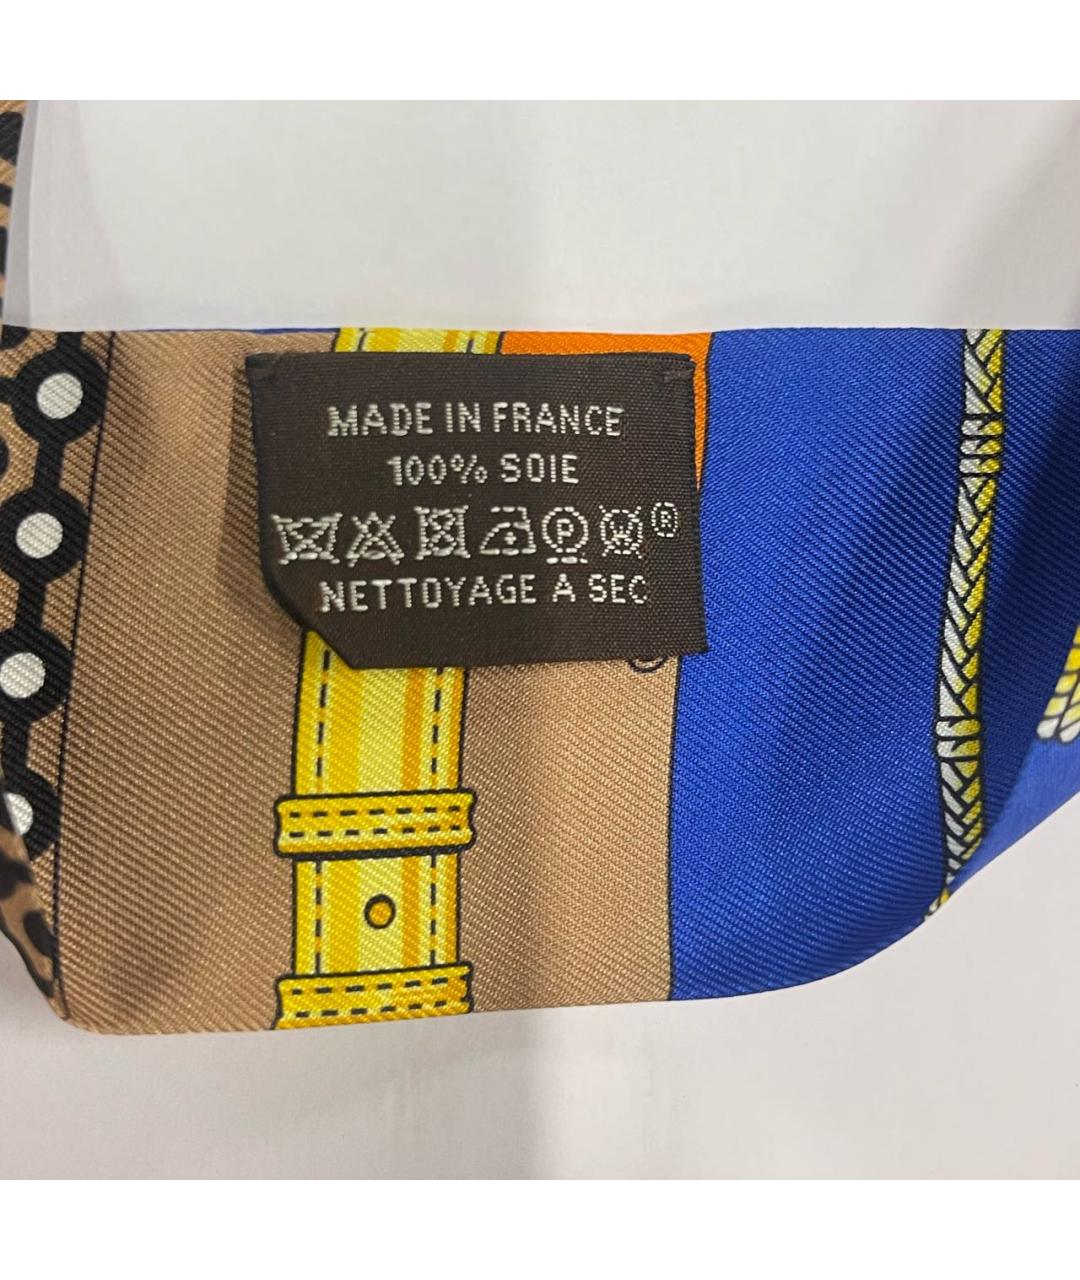 MADE IN FRANCE
100% SOIE
P W ®
NETTOYAGE A SEC